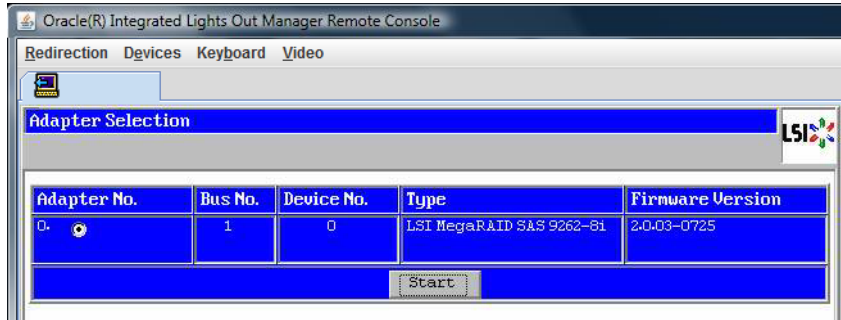 Oracle(R) Integrated Lights Out Manager Remote Console
Redirection Devices Keyboard Video
Adapter Selection
LSI
Adapter No. Bus No. Device No. Type Firmware Version
0. 1 0 LSI MegaRAID SAS 9262-8i 2.0.03-0725
Start